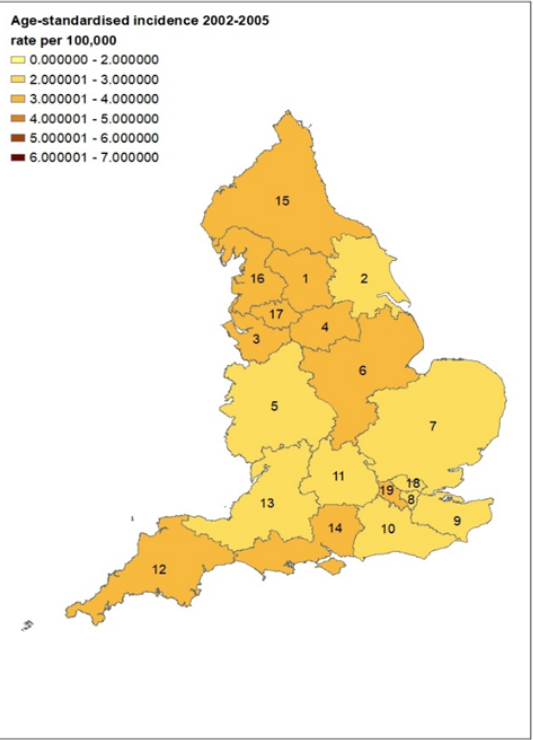 Age-standardised incidence 2002-2005
rate per 100,000
0.000000 - 2.000000
2.000001 - 3.000000
3.000001 - 4.000000
4.000001 - 5.000000
5.000001 - 6.000000
6.000001 - 7.000000
15
16
1
2
17
4
3
6
5
7
11
18
19
8
13
14
10
9
12